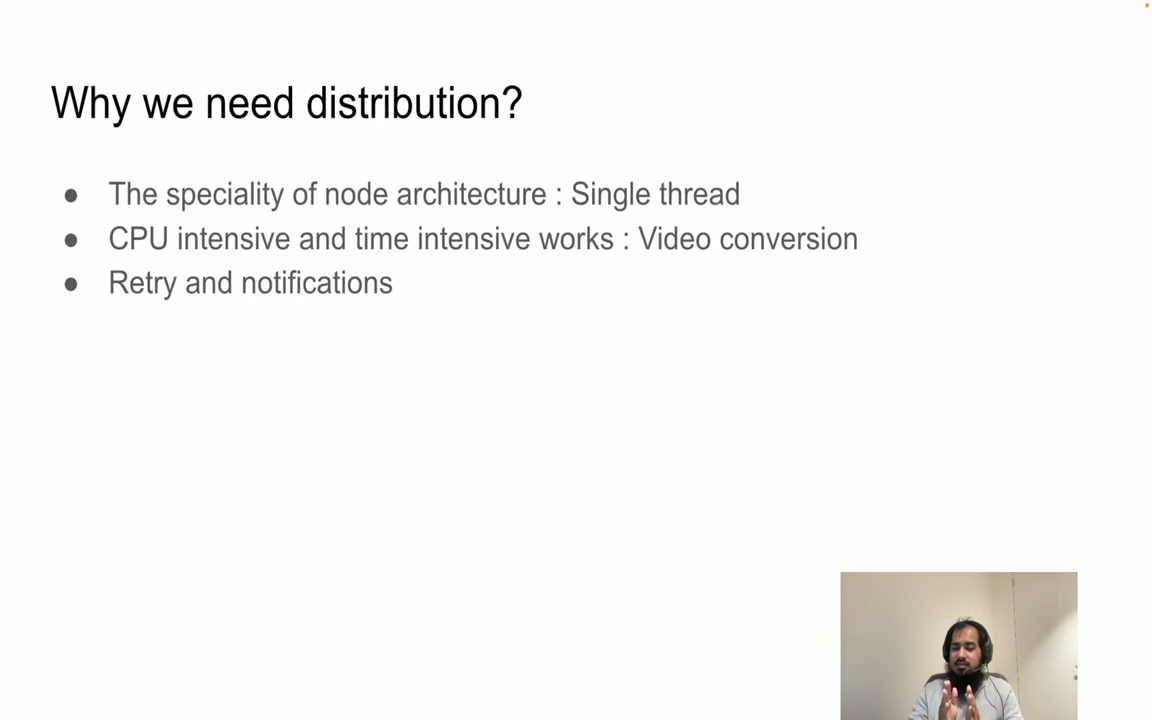 Why we need distribution?
● The speciality of node architecture : Single thread
● CPU intensive and time intensive works : Video conversion
● Retry and notifications